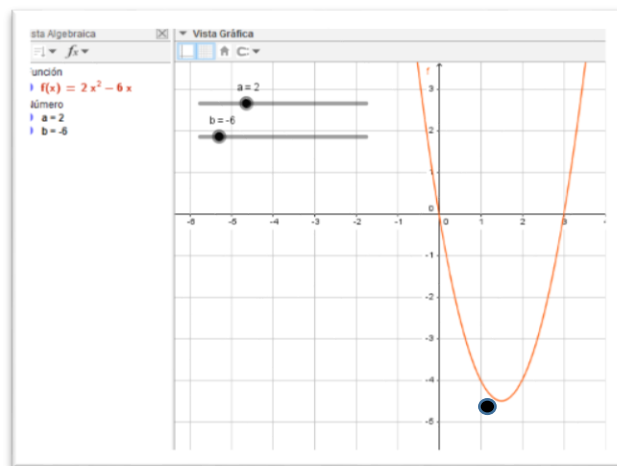 sta Algebraica
Vista Gráfica
fx
C:
unción
f(x) = 2 x² – 6 x
úmero
a = 2
b = -6
a = 2
b = -6
f
3
2
1
0
-6 -5 -4 -3 -2 -1 0 1 2 3
-1
-2
-3
-4
-5